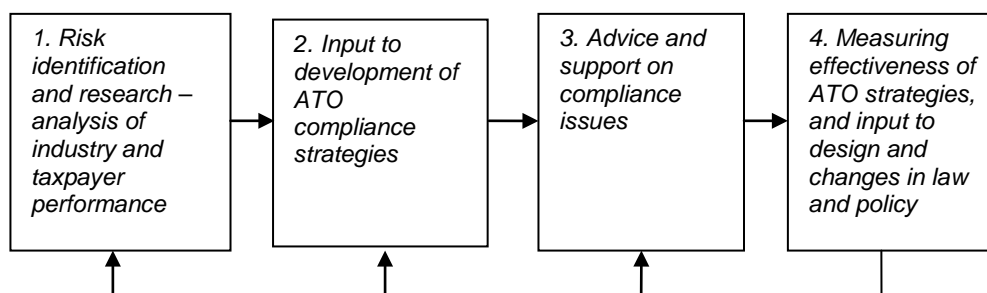 1. Risk
identification
and research –
analysis of
industry and
taxpayer
performance
2. Input to
development of
ATO
compliance
strategies
3. Advice and
support on
compliance
issues
4. Measuring
effectiveness of
ATO strategies,
and input to
design and
changes in law
and policy